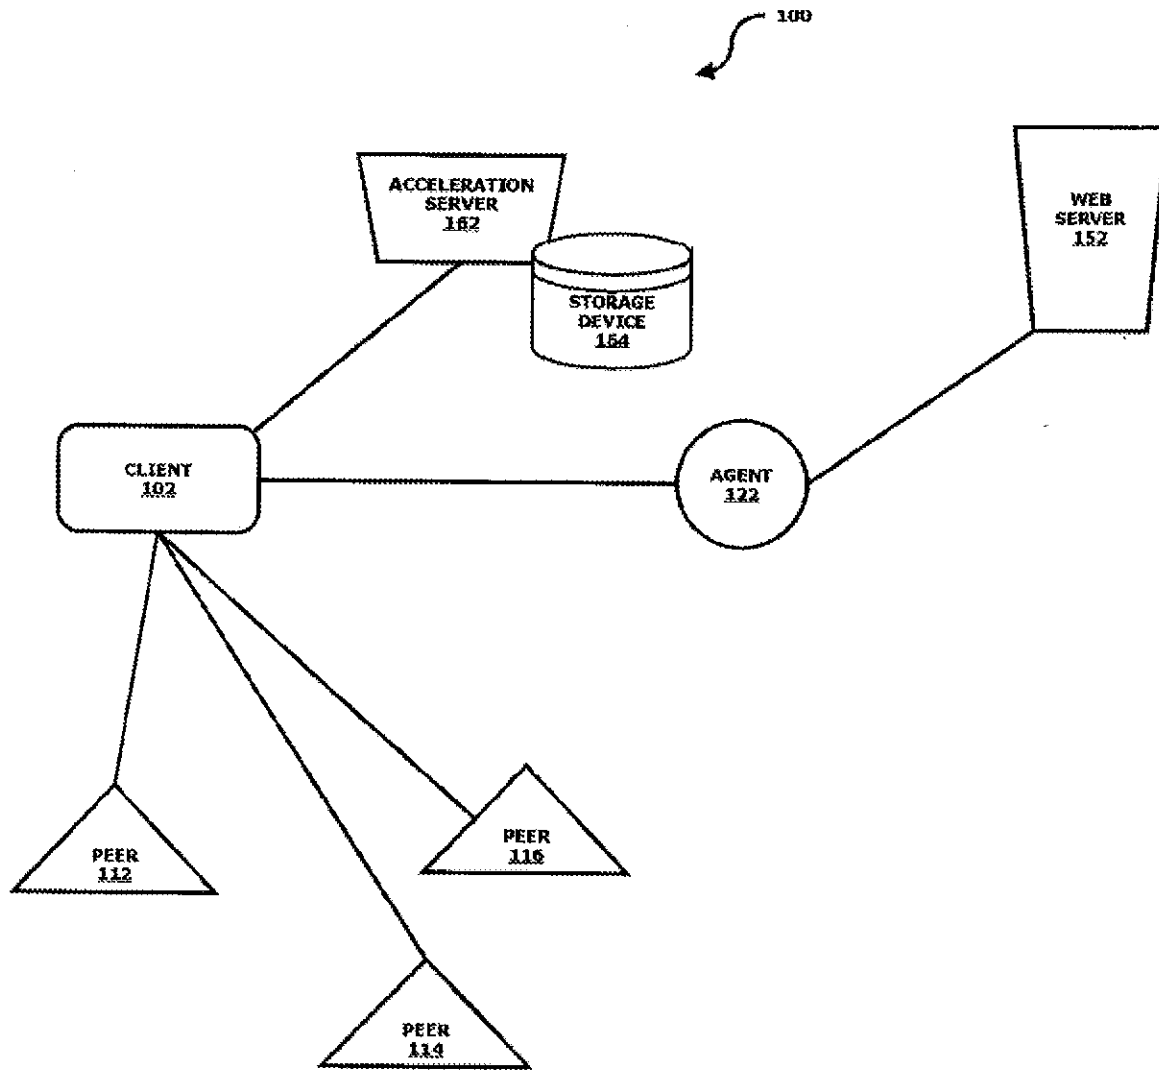 100
ACCELERATION
SERVER
162
WEB
SERVER
152
STORAGE
DEVICE
164
CLIENT
102
AGENT
122
PEER
116
PEER
112
PEER
114